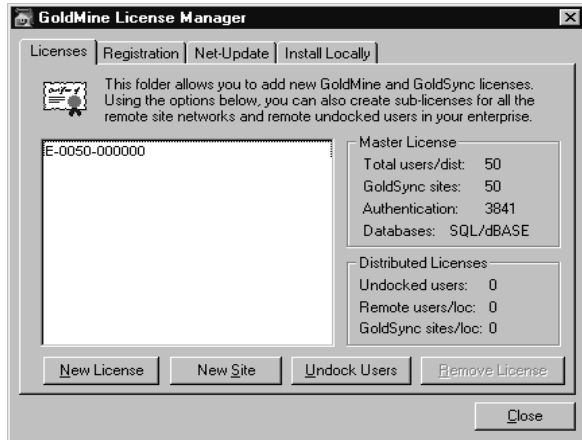 GoldMine License Manager
Licenses Registration Net-Update Install Locally
This folder allows you to add new GoldMine and GoldSync licenses.
Using the options below, you can also create sub-licenses for all the
remote site networks and remote undocked users in your enterprise.
E-0050-000000
Master License
Total users/dist: 50
GoldSync sites: 50
Authentication: 3841
Databases: SQL/dBASE
Distributed Licenses
Undocked users: 0
Remote users/loc: 0
GoldSync sites/loc: 0
New License New Site Undock Users Remove License
Close